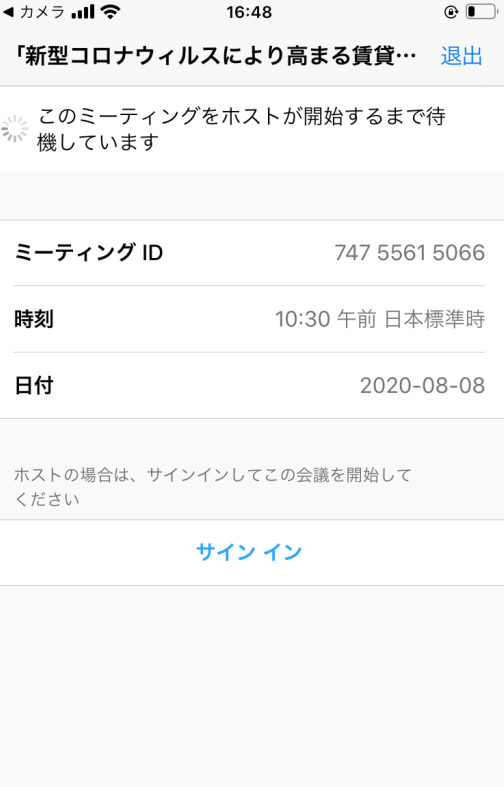 ◀ カメラ 16:48
「新型コロナウィルスにより高まる賃貸… 退出
このミーティングをホストが開始するまで待
機しています
ミーティング ID 747 5561 5066
時刻 10:30 午前 日本標準時
日付 2020-08-08
ホストの場合は、サインインしてこの会議を開始して
ください
サイン イン